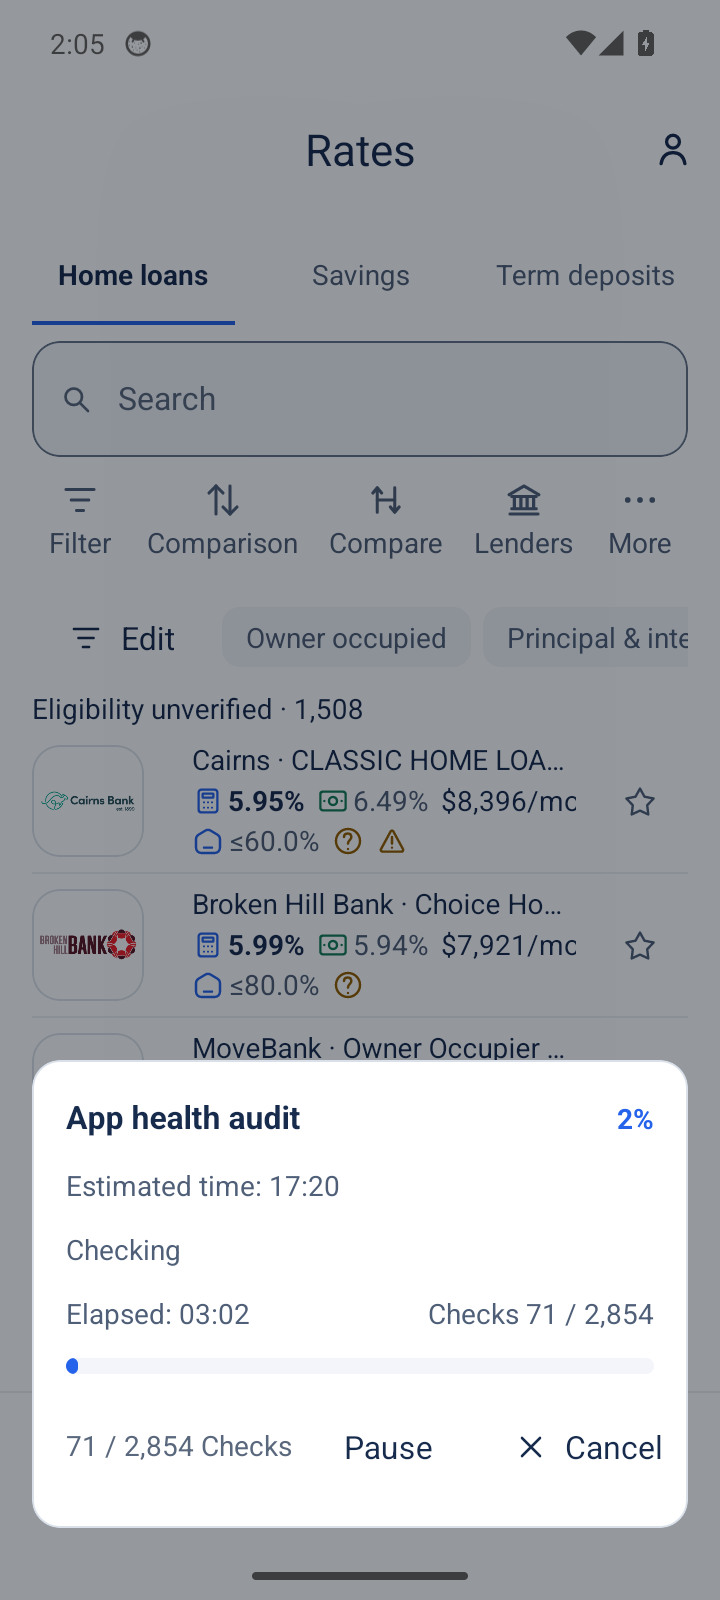 2:05
Rates
Home loans Savings Term deposits
Search
Filter Comparison Compare Lenders More
Edit Owner occupied Principal & inte
Eligibility unverified · 1,508
Cairns · CLASSIC HOME LOA...
Cairns Bank
est 1899
5.95% 6.49% $8,396/mo
≤60.0%
Broken Hill Bank · Choice Ho...
BROKEN HILL BANK
5.99% 5.94% $7,921/mo
≤80.0%
MoveBank · Owner Occupier ...
App health audit 2%
Estimated time: 17:20
Checking
Elapsed: 03:02 Checks 71 / 2,854
71 / 2,854 Checks Pause Cancel